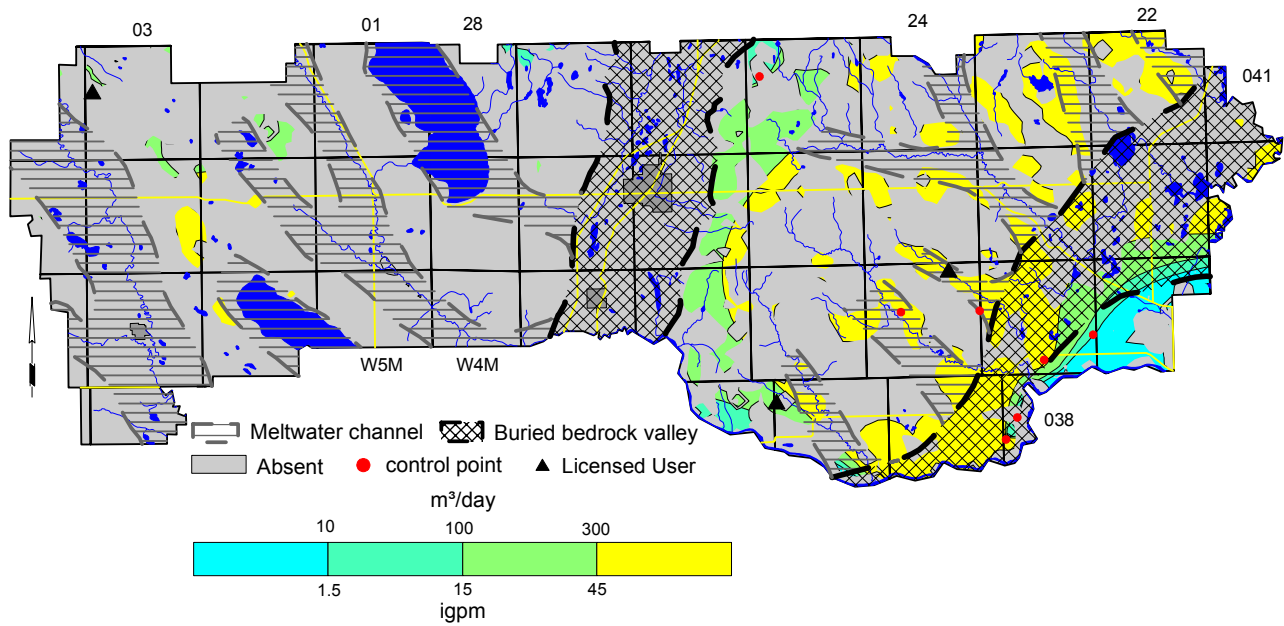 03 01 28 24 22
041
W5M W4M
038
Meltwater channel Buried bedrock valley
Absent control point Licensed User
m³/day
10 100 300
1.5 15 45
igpm